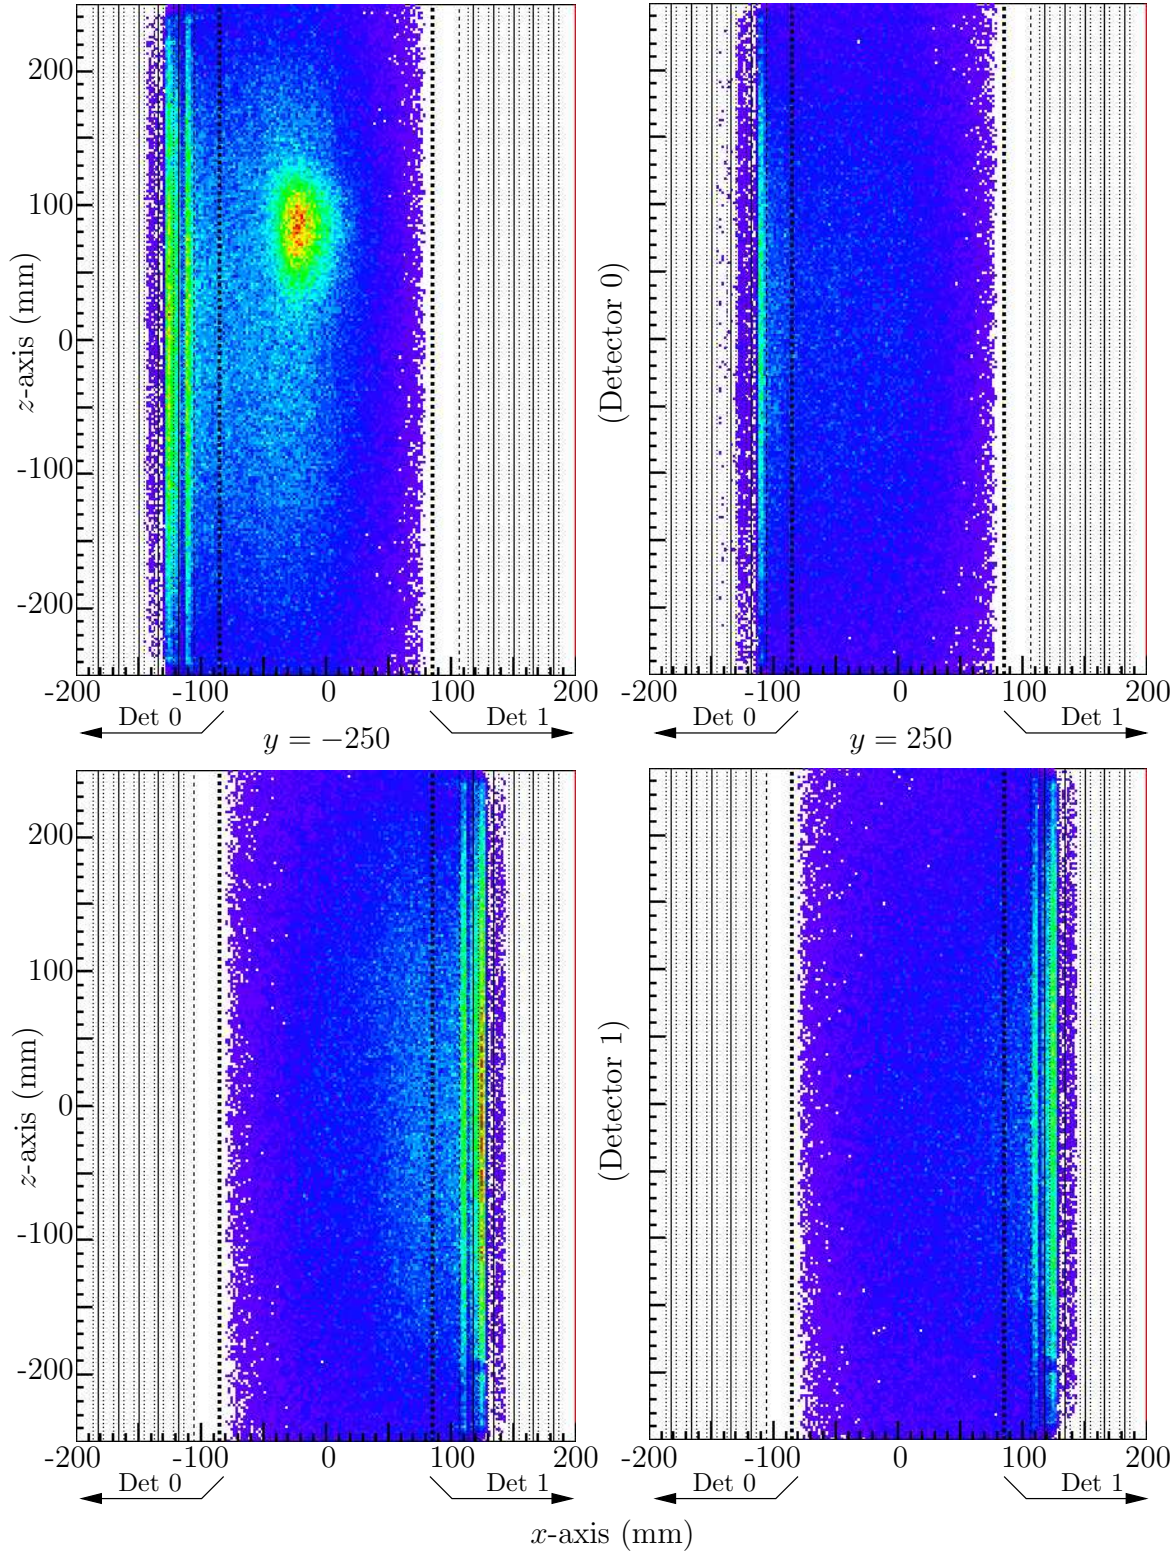 200
100
0
-100
-200
z-axis (mm)
-200 -100 0 100 200
Det 0 Det 1
y = −250
(Detector 0)
-200 -100 0 100 200
Det 0 Det 1
y = 250
200
100
0
-100
-200
z-axis (mm)
-200 -100 0 100 200
Det 0 Det 1
(Detector 1)
-200 -100 0 100 200
Det 0 Det 1
x-axis (mm)